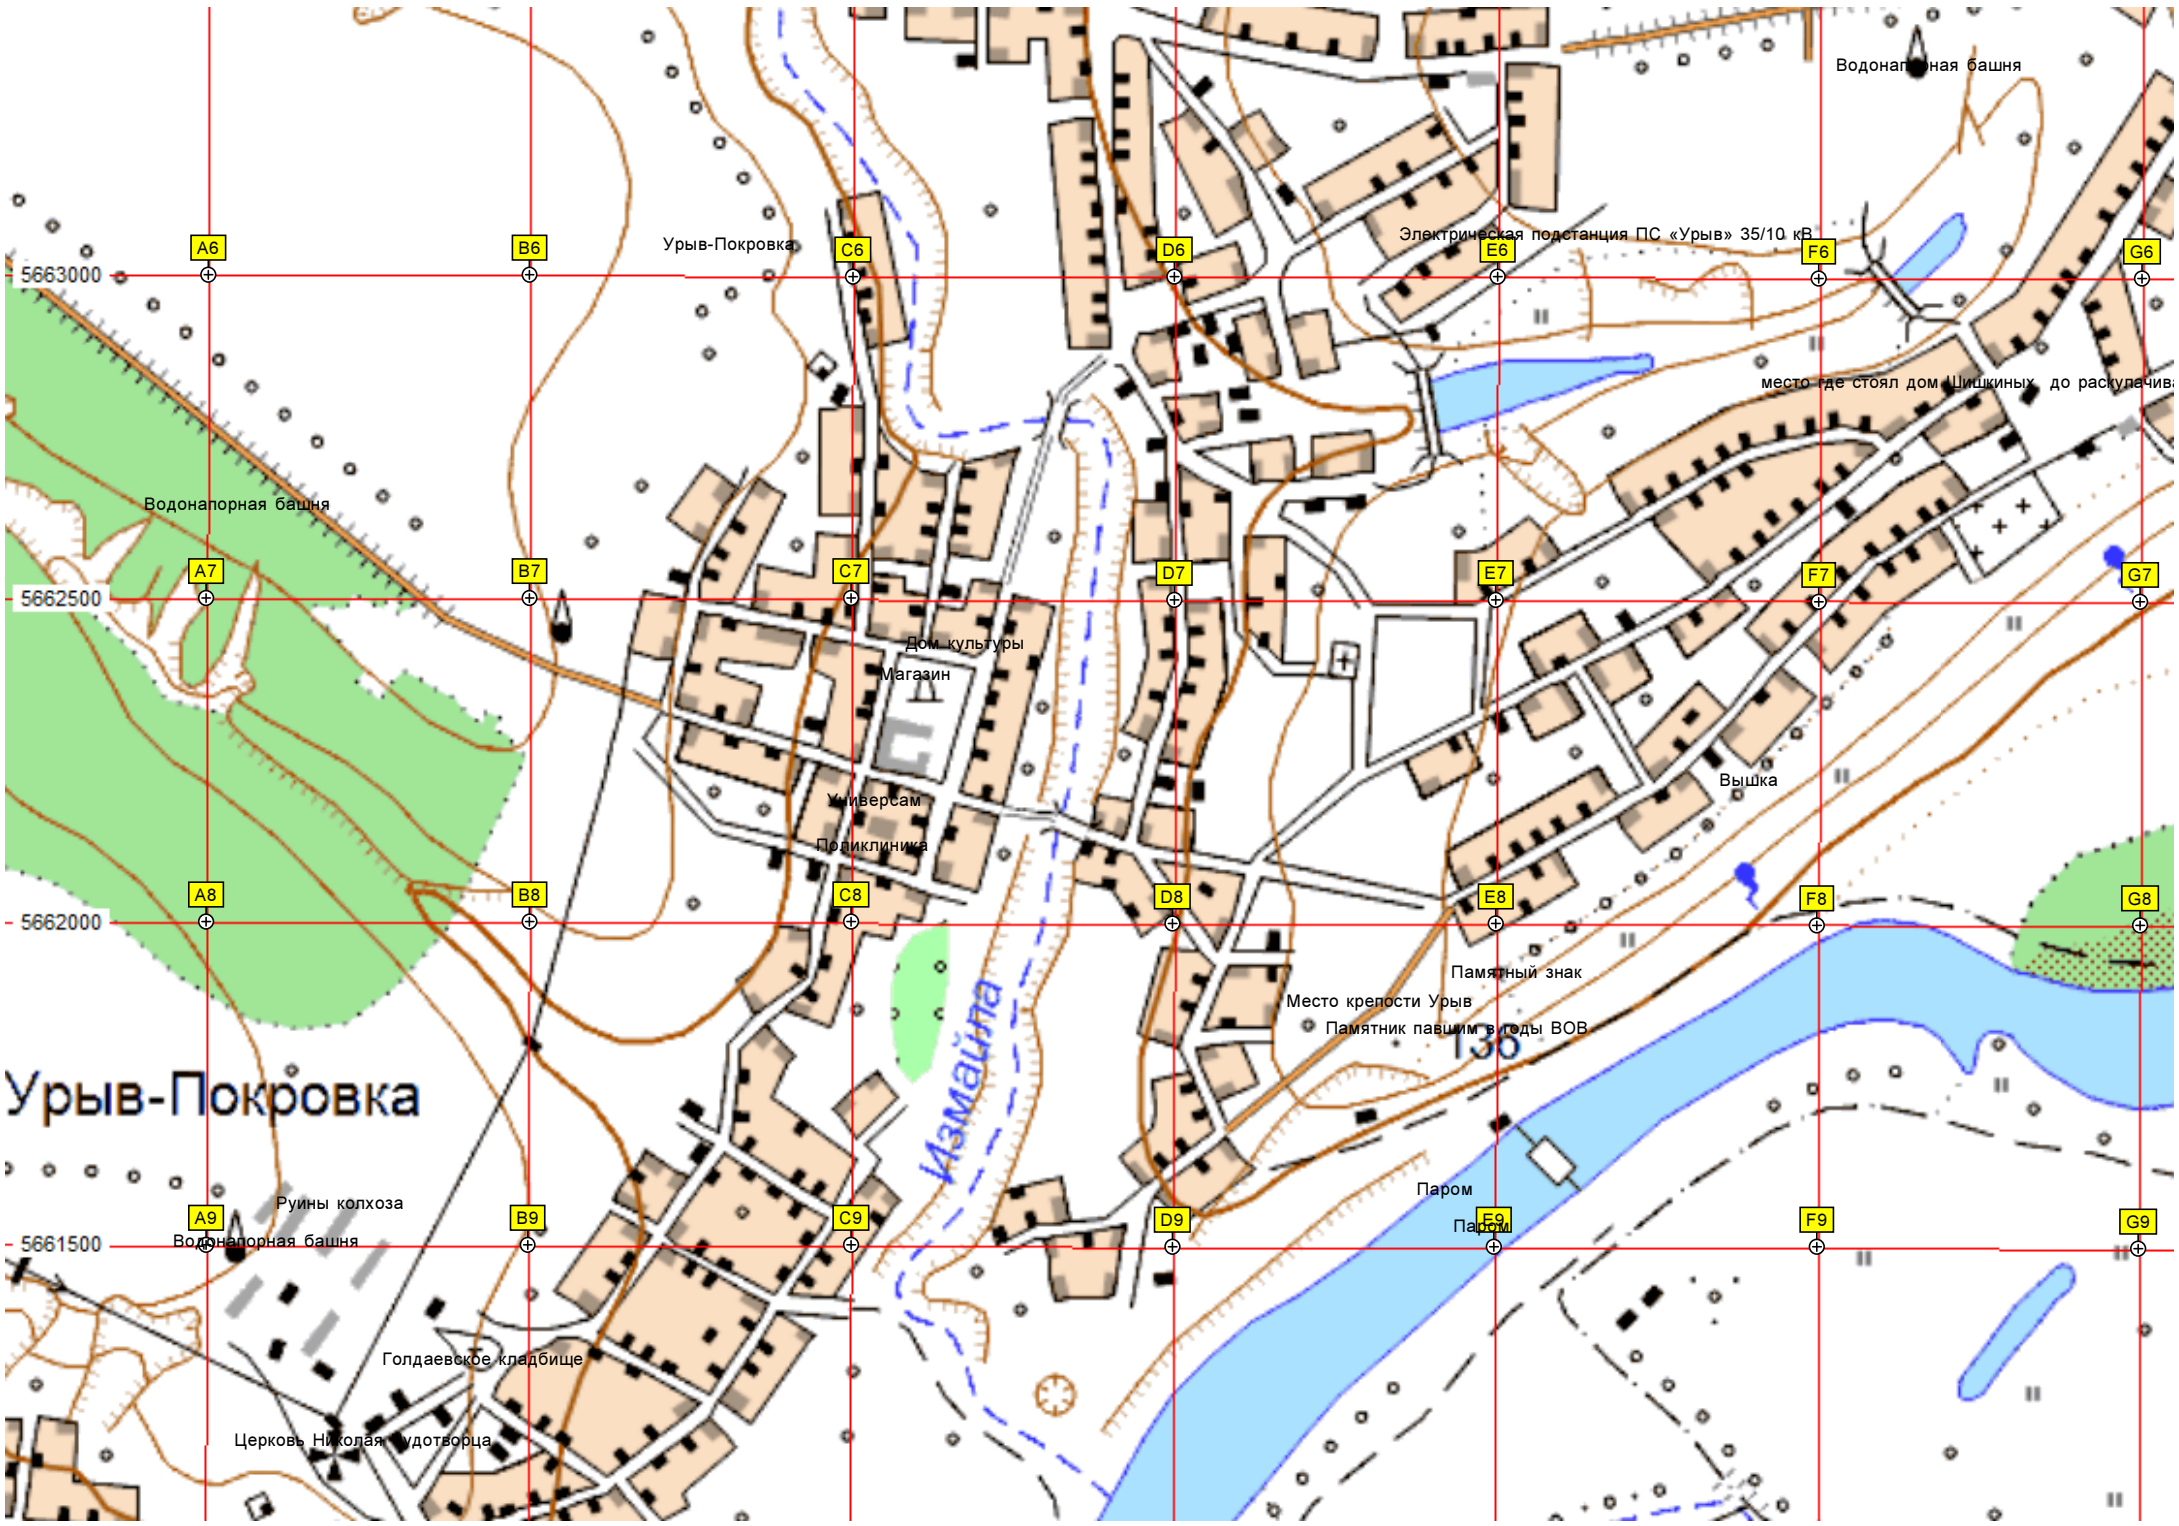 Водонапорная башня
Электрическая подстанция ПС «Урыв» 35/10 кВ
Урыв-Покровка
A6
B6
C6
D6
E6
F6
G6
5663000
место где стоял дом Шишкиных до раскулачива
Водонапорная башня
A7
B7
C7
D7
E7
F7
G7
5662500
Дом культуры
Магазин
Вышка
Универсам
Поликлиника
A8
B8
C8
D8
E8
F8
G8
5662000
Памятный знак
Место крепости Урыв
Памятник павшим в годы ВОВ
136
Измайла
Урыв-Покровка
Руины колхоза
Паром
A9
B9
C9
D9
E9
F9
G9
Паром
Водонапорная башня
5661500
Голдаевское кладбище
Церковь Николая Чудотворца